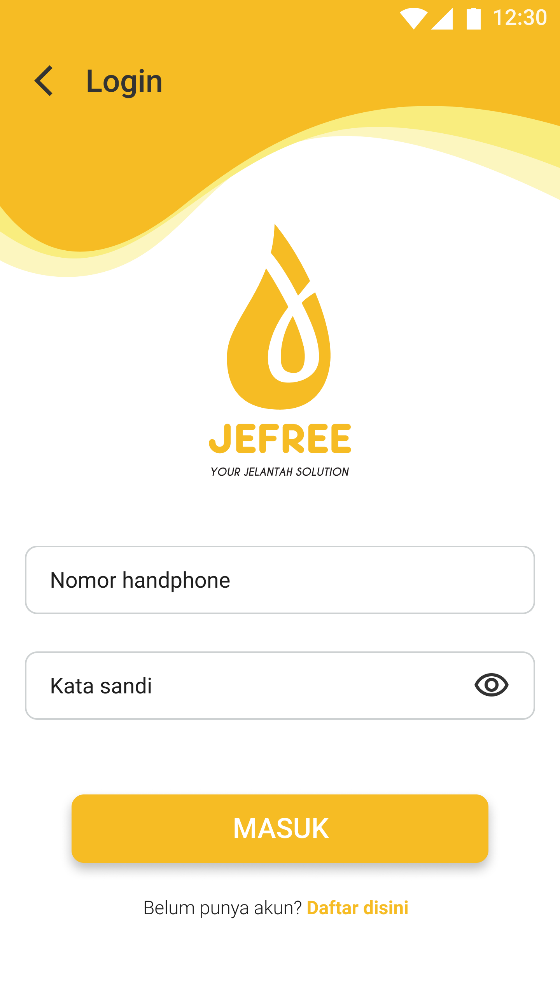 12:30
Login
JEFREE
YOUR JELANTAH SOLUTION
Nomor handphone
Kata sandi
MASUK
Belum punya akun? Daftar disini